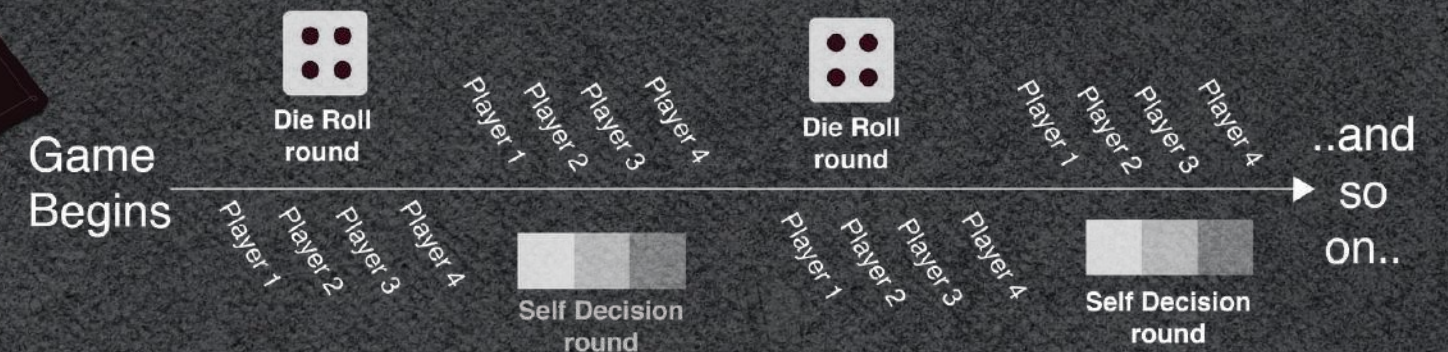 Game
Begins
Die Roll
round
Player 1
Player 2
Player 3
Player 4
Player 1
Player 2
Player 3
Player 4
Self Decision
round
Die Roll
round
Player 1
Player 2
Player 3
Player 4
Player 1
Player 2
Player 3
Player 4
Self Decision
round
..and
so
on..